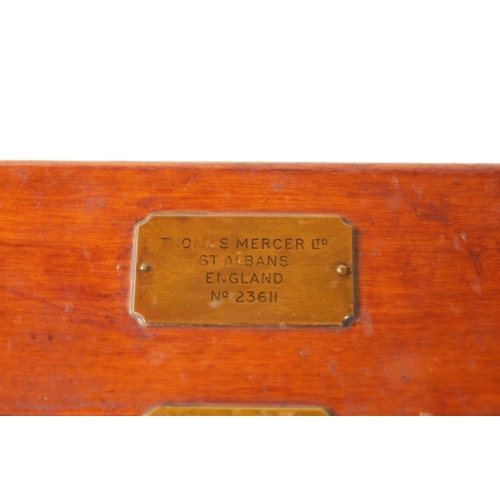 THOMAS MERCER LTD
ST ALBANS
ENGLAND
No 23611